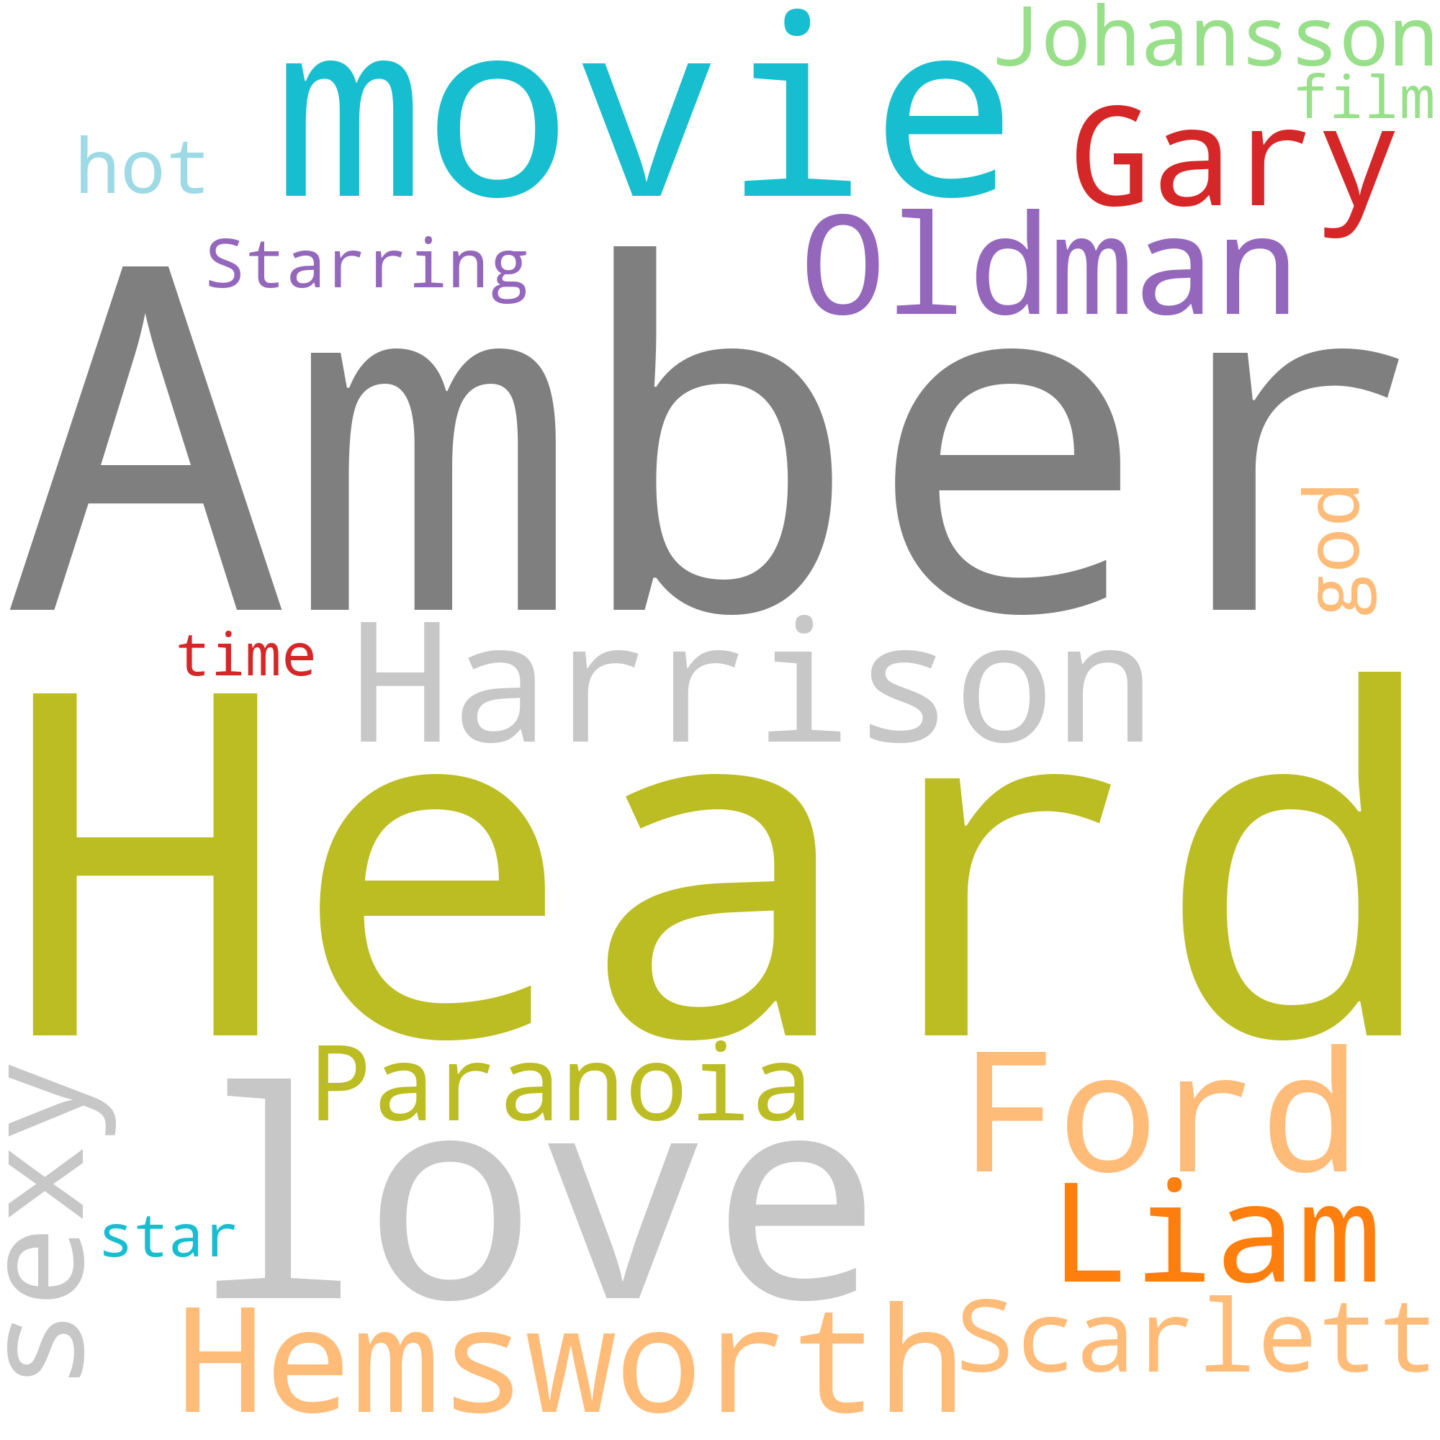 Johansson
movie
film
hot
Gary
Starring
Oldman
Amber
god
time
Harrison
Heard
Paranoia
Ford
sexy
love
star
Liam
Hemsworth
Scarlett